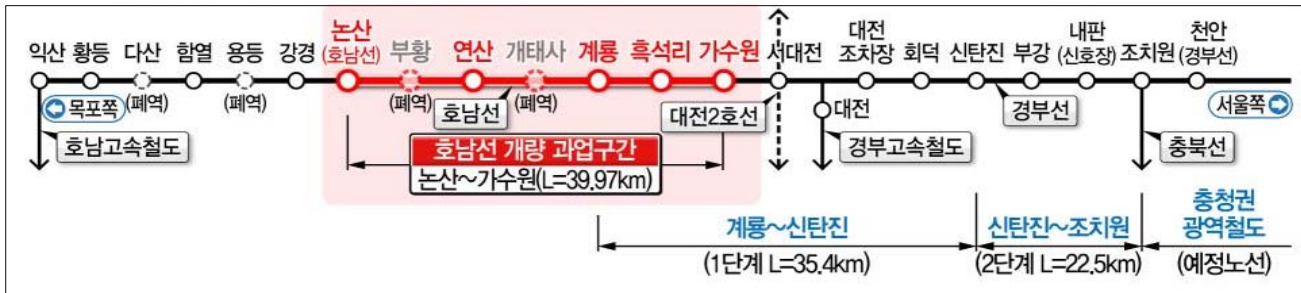 익산 황등 다산 함열 용등 강경 논산 부황 연산 개태사 계룡 흑석리 가수원 서대전 대전 조차장 회덕 신탄진 부강 내판 조치원 천안
(호남선) (신호장) (경부선)
(폐역) (폐역) (폐역) (폐역)
목포쪽 호남선 대전2호선 대전 경부선 서울쪽
호남고속철도 경부고속철도 충북선
호남선 개량 과업구간
논산~가수원(L=39.97km)
계룡~신탄진 신탄진~조치원 충청권
광역철도
(1단계 L=35.4km) (2단계 L=22.5km) (예정노선)